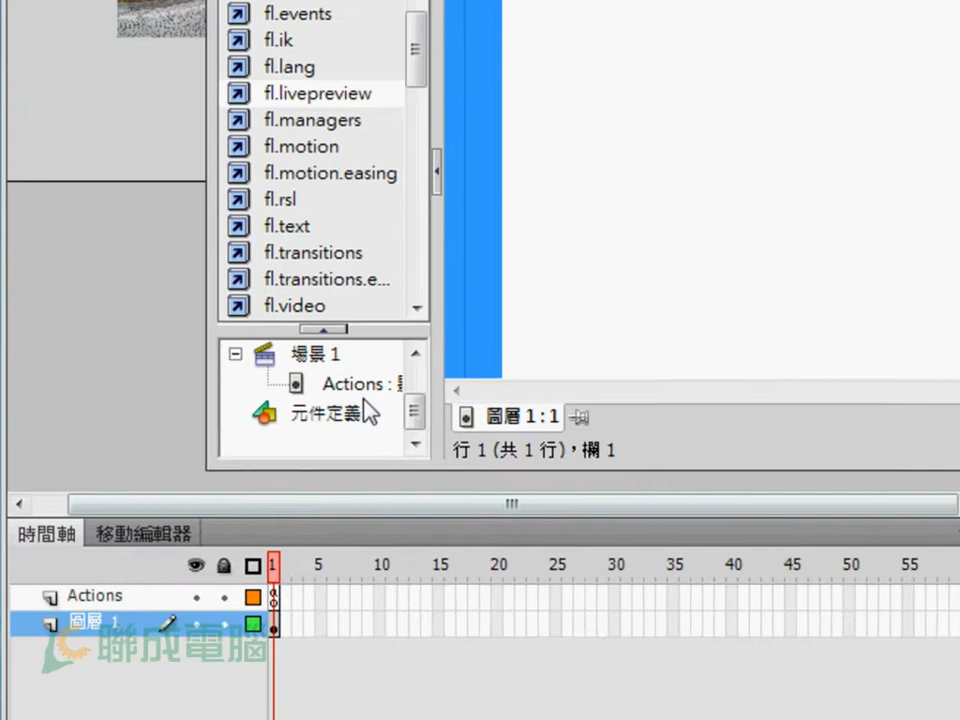 fl.events
fl.ik
fl.lang
fl.livepreview
fl.managers
fl.motion
fl.motion.easing
fl.rsl
fl.text
fl.transitions
fl.transitions.e...
fl.video
場景 1
Actions :
元件定義
圖層 1 : 1
行 1 (共 1 行)，欄 1
時間軸 移動編輯器
1 5 10 15 20 25 30 35 40 45 50 55
Actions
圖層 1
聯成電腦